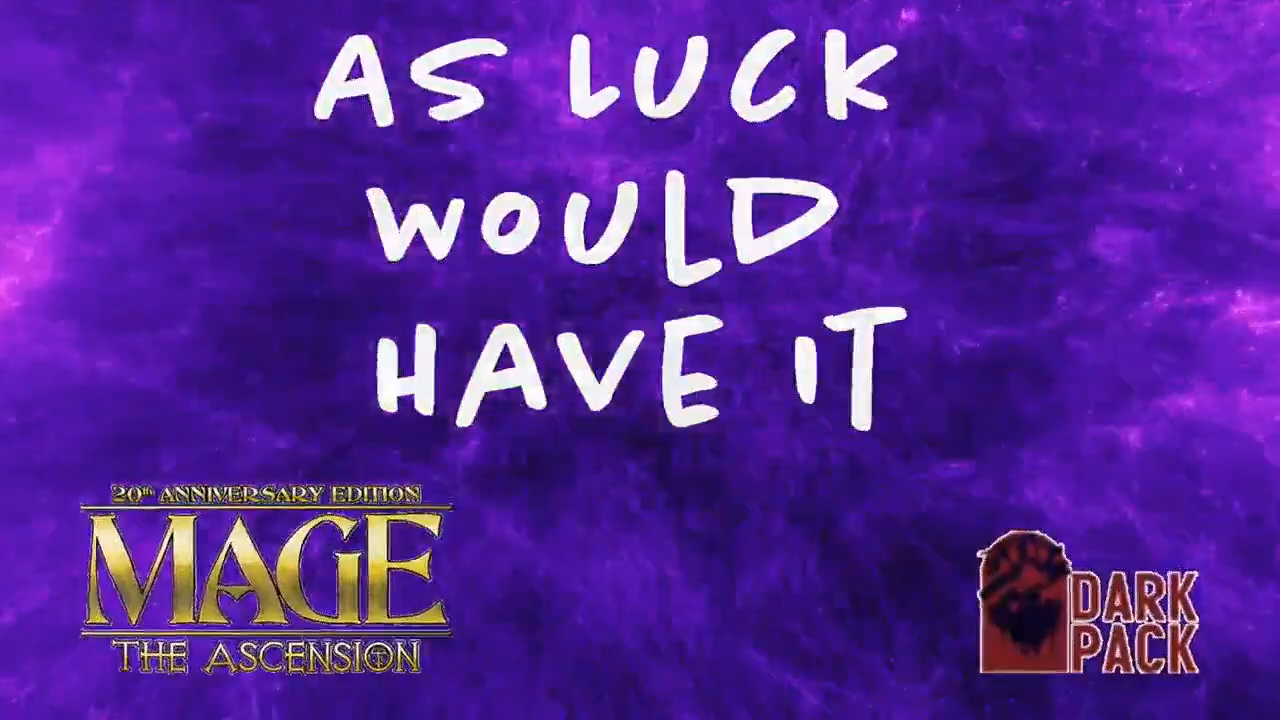 AS LUCK
WOULD
HAVE IT
20th ANNIVERSARY EDITION
MAGE
THE ASCENSION
DARK
PACK